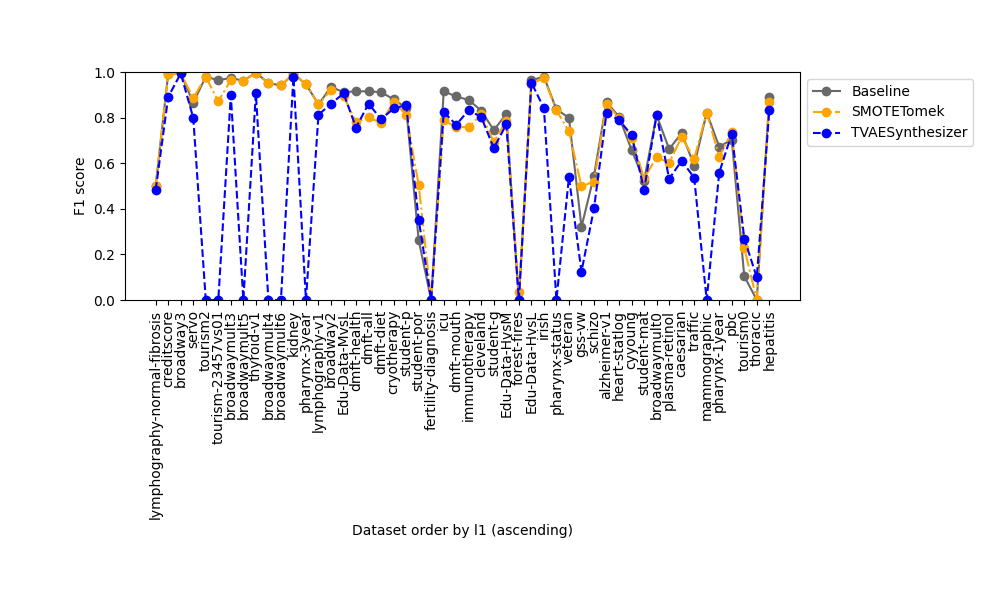 Baseline
SMOTETomek
TVAESynthesizer
F1 score
1.0
0.8
0.6
0.4
0.2
0.0
lymphography-normal-fibrosis
creditscore
broadway3
servo
tourism2
tourism-23457vs01
broadwaymult3
broadwaymult5
thyroid-v1
broadwaymult4
broadwaymult6
kidney
pharynx-3year
lymphography-v1
broadway2
Edu-Data-MvsL
dmft-health
dmft-all
dmft-diet
cryotherapy
student-p
student-por
fertility-diagnosis
icu
dmft-mouth
immunotherapy
cleveland
student-g
Edu-Data-HvsM
forest-fires
Edu-Data-HvsL
irish
pharynx-status
veteran
gss-vw
schizo
alzheimer-v1
heart-statlog
cyyoung
student-mat
broadwaymult0
plasma-retinol
caesarian
traffic
mammographic
pharynx-1year
pbc
tourism0
thoracic
hepatitis
Dataset order by l1 (ascending)